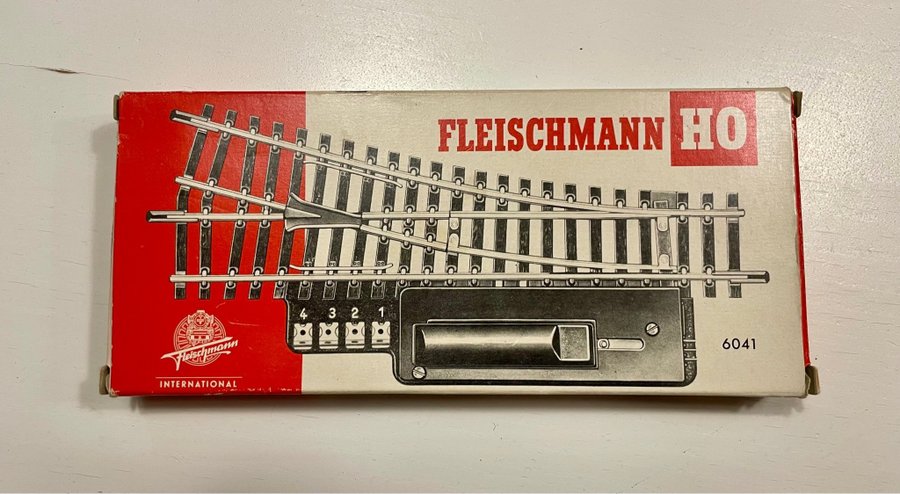 FLEISCHMANN HO
4 3 2 1
6041
Fleischmann
INTERNATIONAL